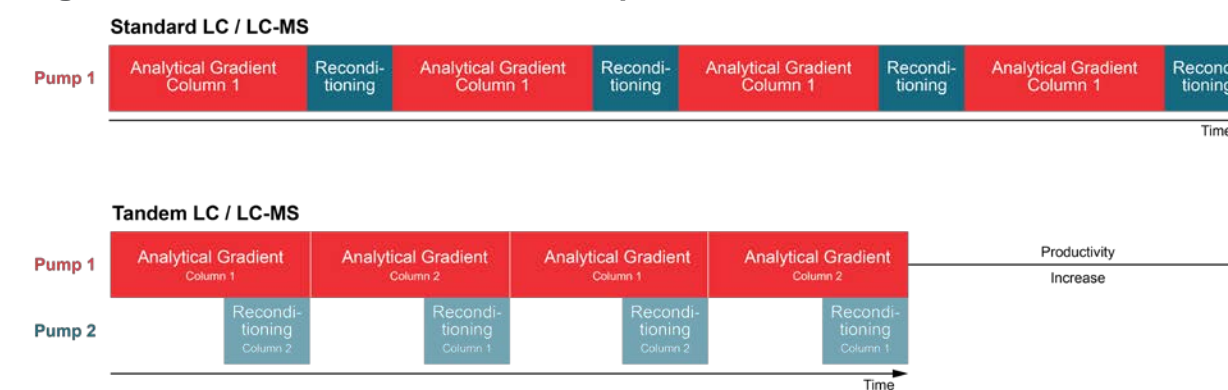 Standard LC / LC-MS
Pump 1
Analytical Gradient
Column 1
Recondi-
tioning
Analytical Gradient
Column 1
Recondi-
tioning
Analytical Gradient
Column 1
Recondi-
tioning
Analytical Gradient
Column 1
Recond
tioning
Time
Tandem LC / LC-MS
Pump 1
Analytical Gradient
Column 1
Analytical Gradient
Column 2
Analytical Gradient
Column 1
Analytical Gradient
Column 2
Productivity
Increase
Pump 2
Recondi-
tioning
Column 2
Recondi-
tioning
Column 1
Recondi-
tioning
Column 2
Recondi-
tioning
Column 1
Time